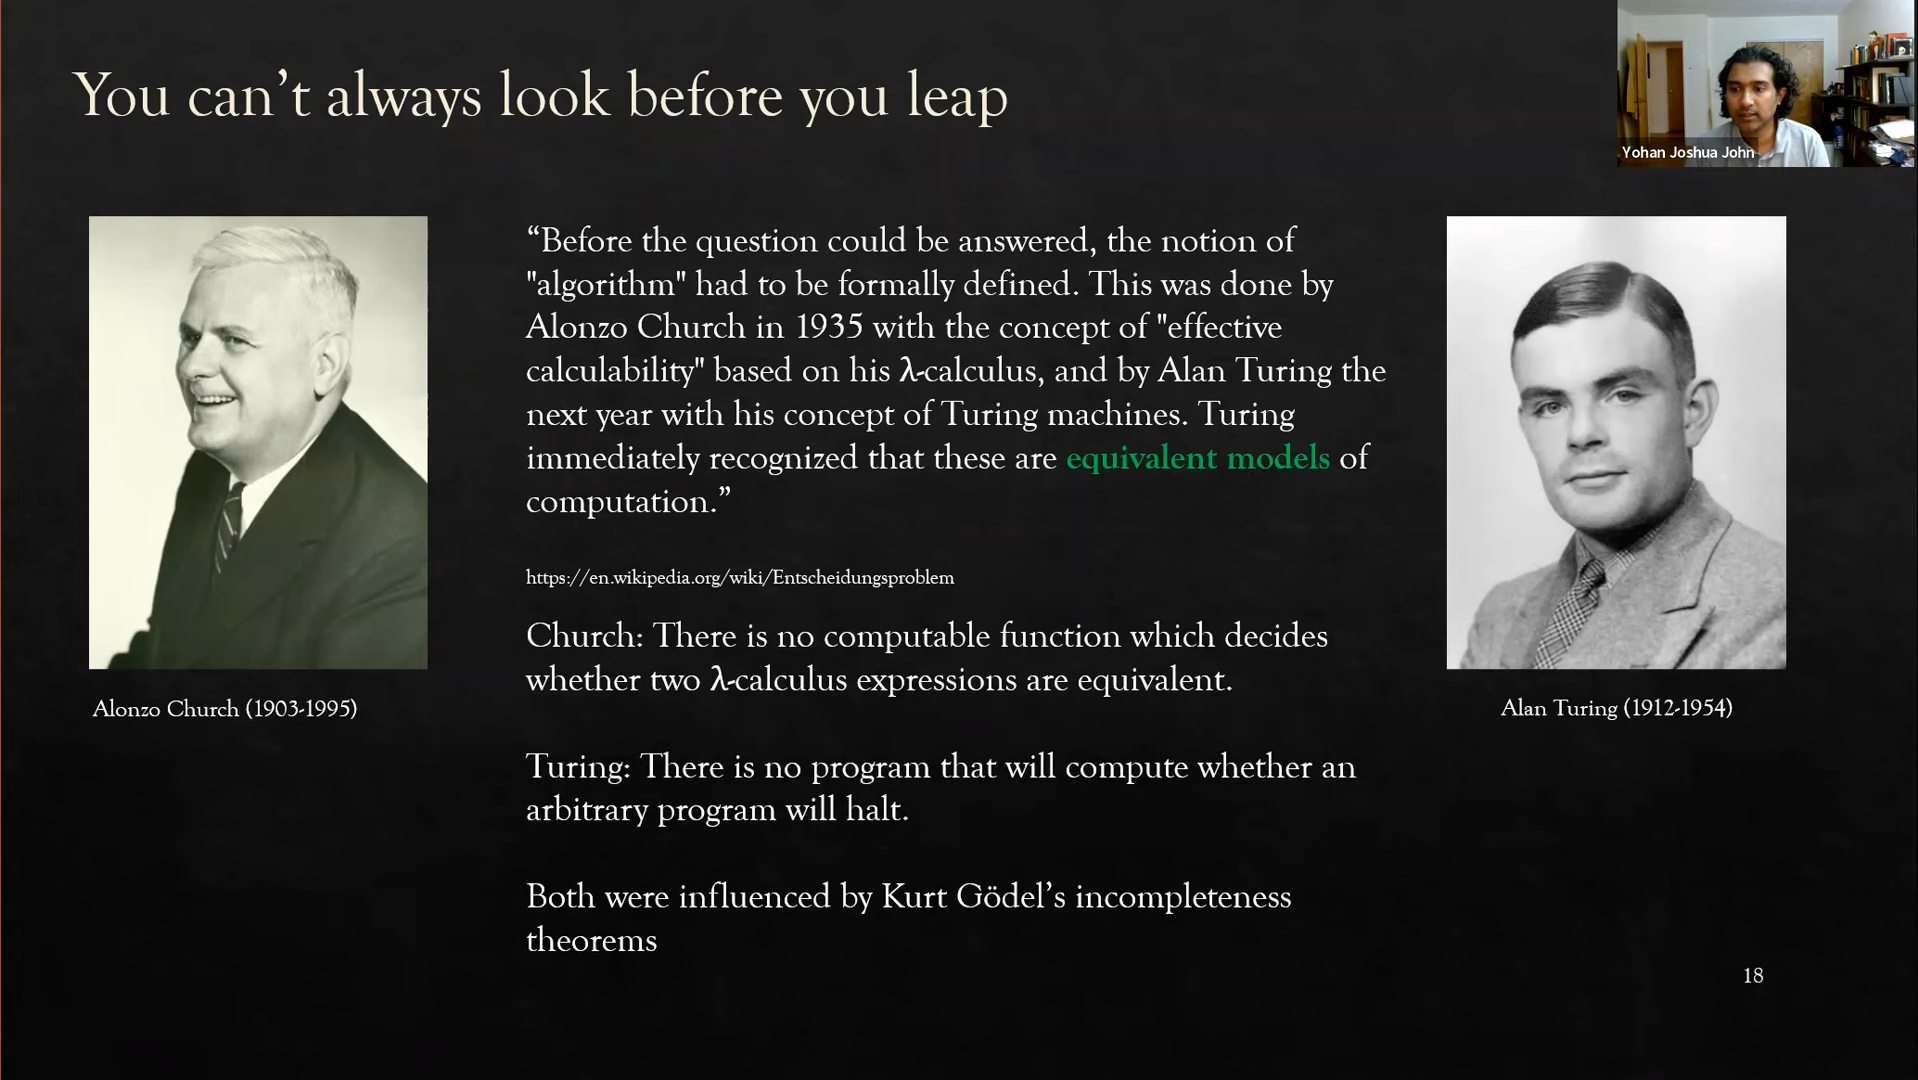 You can’t always look before you leap
Yohan Joshua John
“Before the question could be answered, the notion of
"algorithm" had to be formally defined. This was done by
Alonzo Church in 1935 with the concept of "effective
calculability" based on his λ-calculus, and by Alan Turing the
next year with his concept of Turing machines. Turing
immediately recognized that these are equivalent models of
computation.”
https://en.wikipedia.org/wiki/Entscheidungsproblem
Church: There is no computable function which decides
whether two λ-calculus expressions are equivalent.
Alonzo Church (1903-1995)
Alan Turing (1912-1954)
Turing: There is no program that will compute whether an
arbitrary program will halt.
Both were influenced by Kurt Gödel’s incompleteness
theorems
18